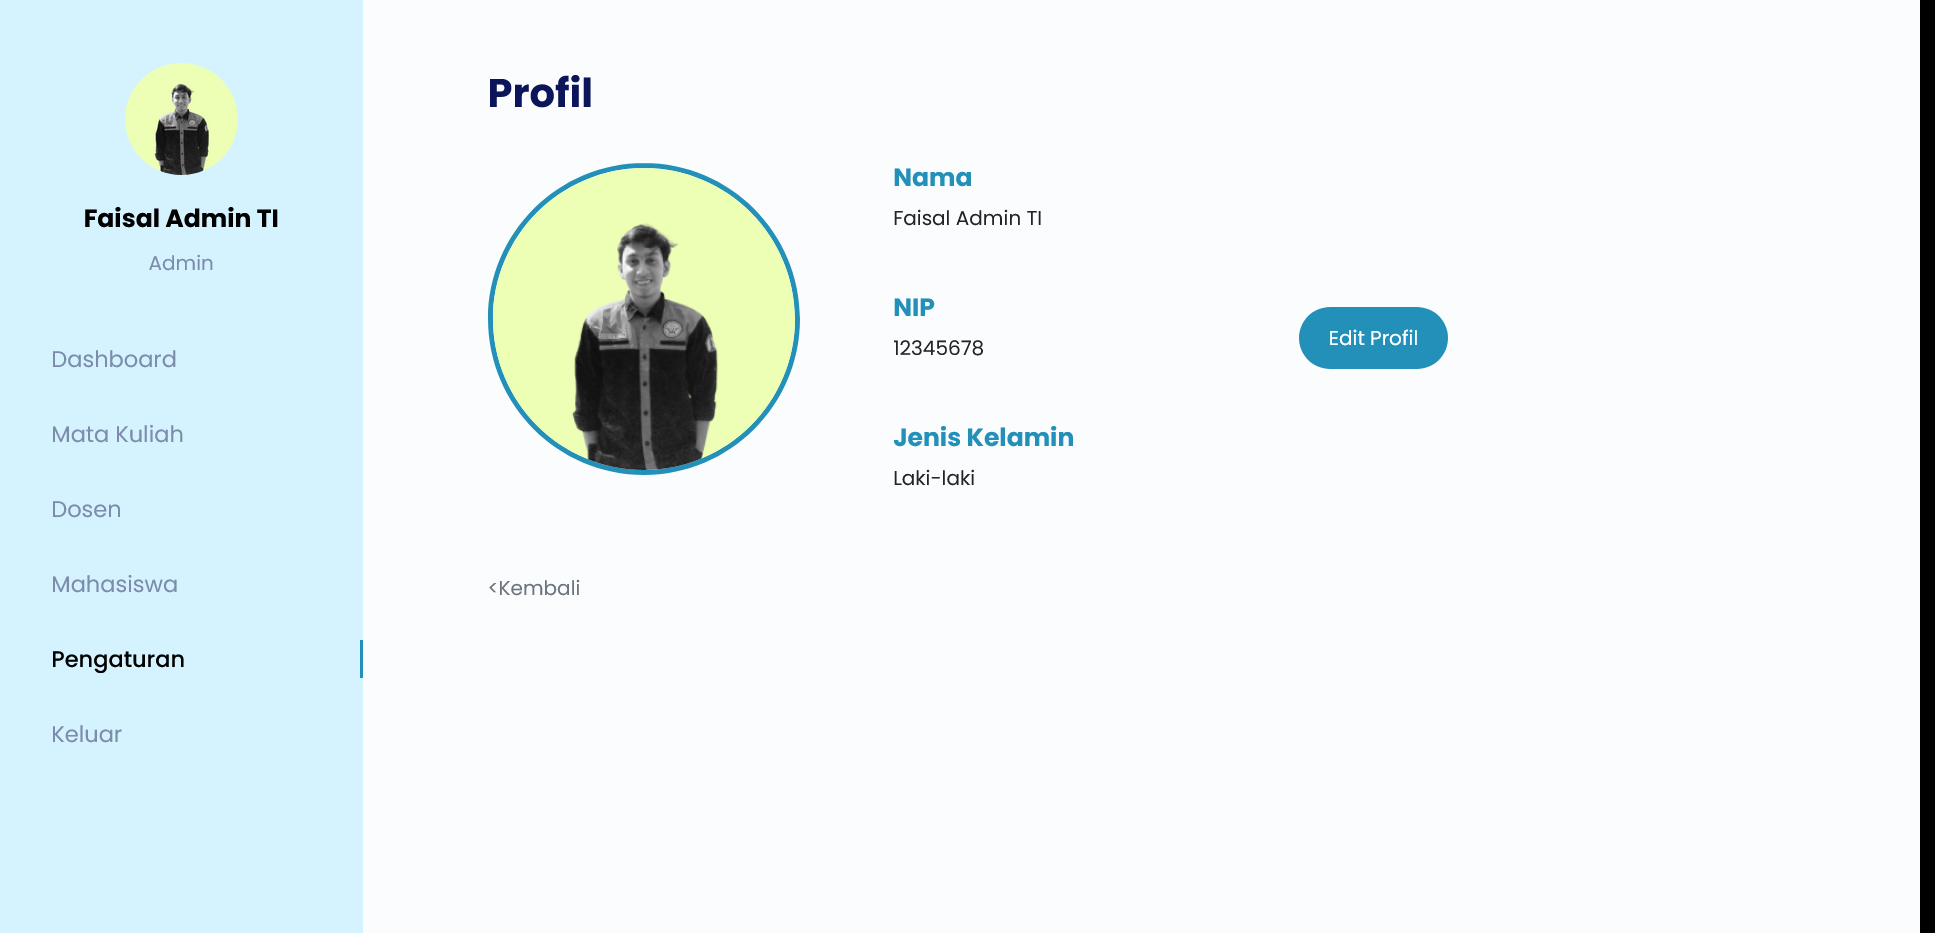 Faisal Admin TI
Admin
Dashboard
Mata Kuliah
Dosen
Mahasiswa
Pengaturan
Keluar
Profil
Nama
Faisal Admin TI
NIP
12345678
Jenis Kelamin
Laki-laki
Edit Profil
<Kembali